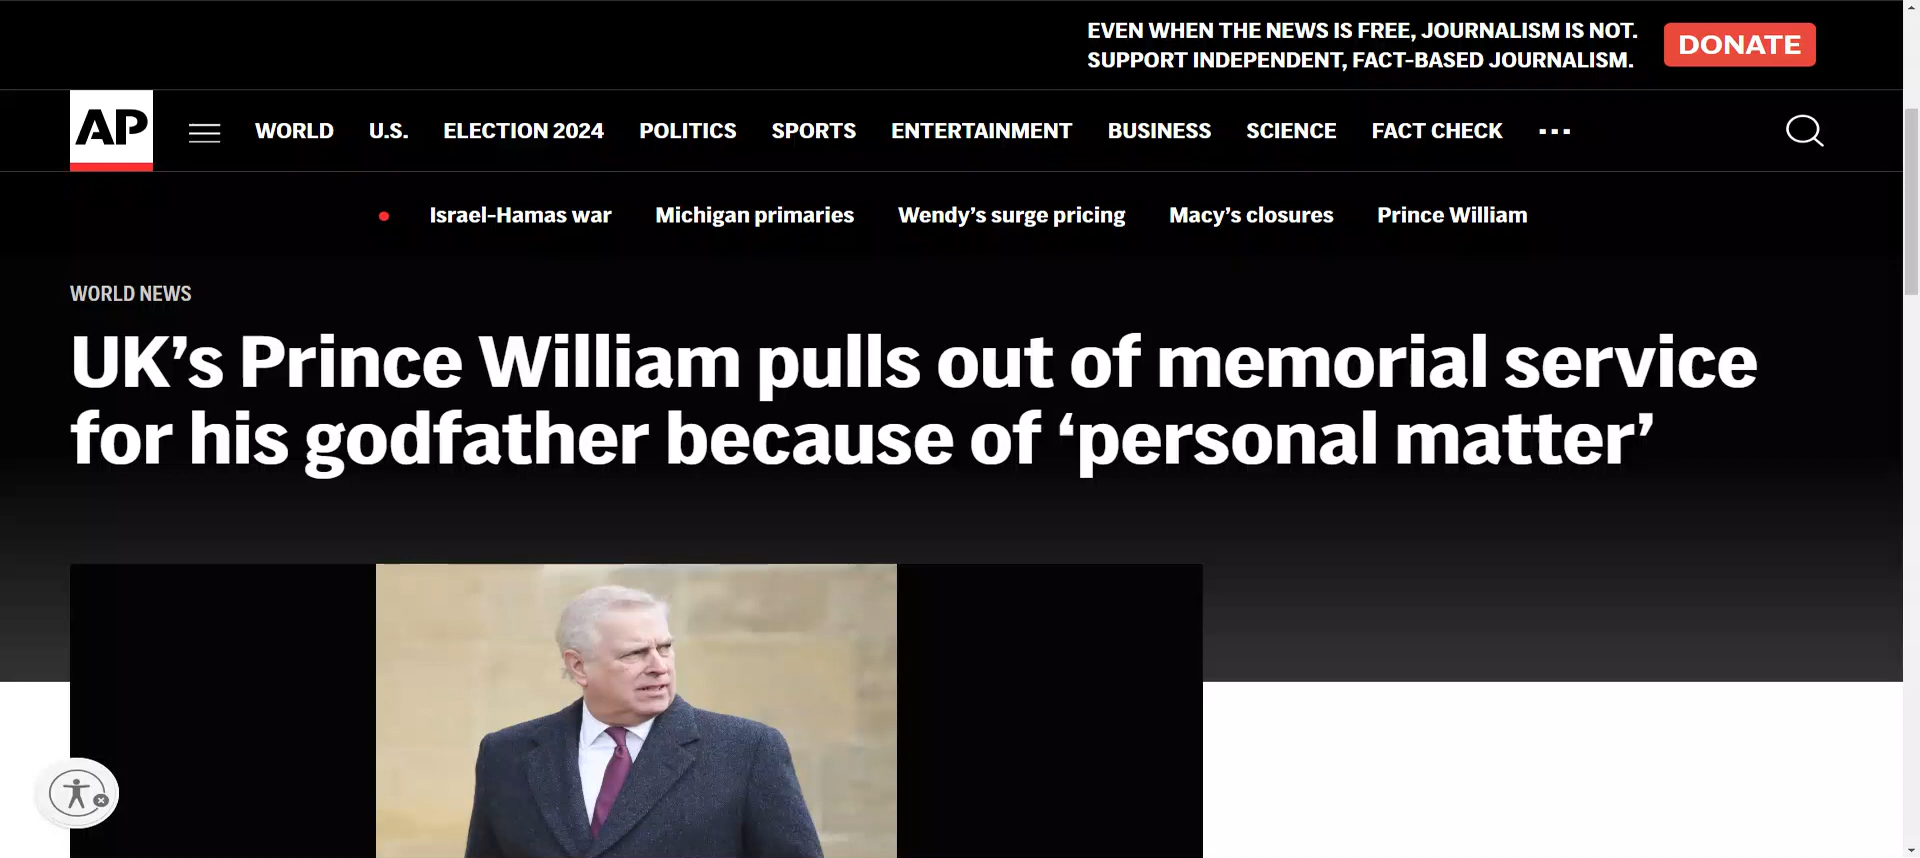 EVEN WHEN THE NEWS IS FREE, JOURNALISM IS NOT.
SUPPORT INDEPENDENT, FACT-BASED JOURNALISM.
DONATE
AP
WORLD
U.S.
ELECTION 2024
POLITICS
SPORTS
ENTERTAINMENT
BUSINESS
SCIENCE
FACT CHECK
Israel-Hamas war
Michigan primaries
Wendy’s surge pricing
Macy’s closures
Prince William
WORLD NEWS
UK’s Prince William pulls out of memorial service
for his godfather because of ‘personal matter’